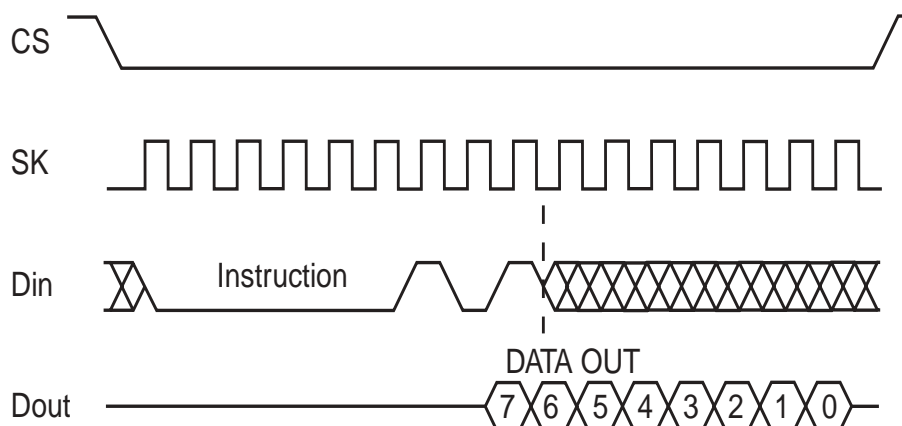 CS
SK
Din Instruction
DATA OUT
Dout 7 6 5 4 3 2 1 0